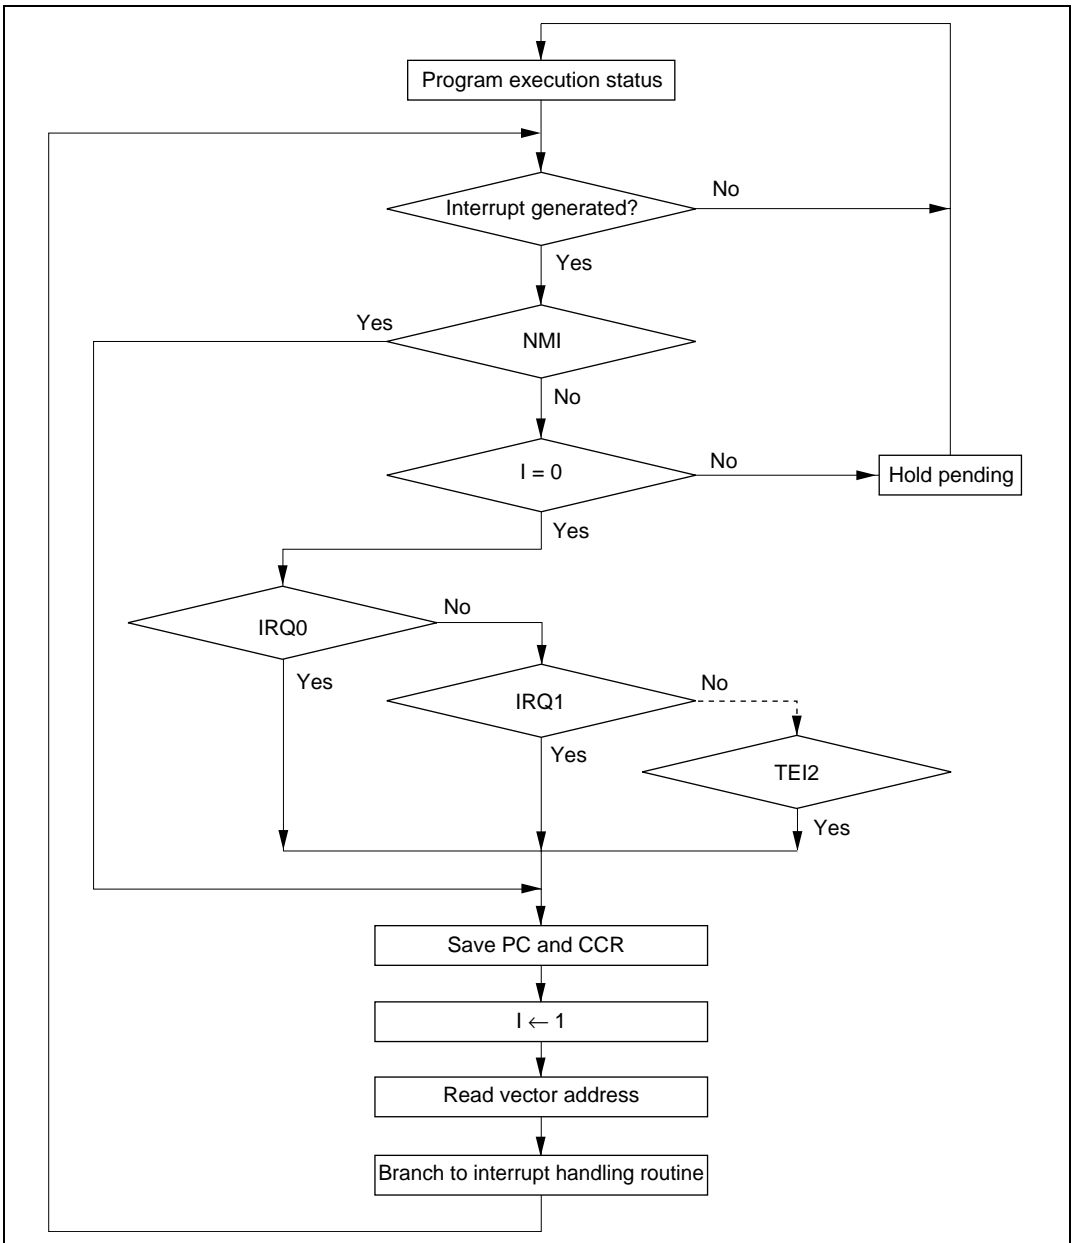 Program execution status
Interrupt generated?
No
Yes
Yes
NMI
No
I = 0
No
Hold pending
Yes
IRQ0
No
Yes
IRQ1
No
Yes
TEI2
Yes
Save PC and CCR
I ← 1
Read vector address
Branch to interrupt handling routine